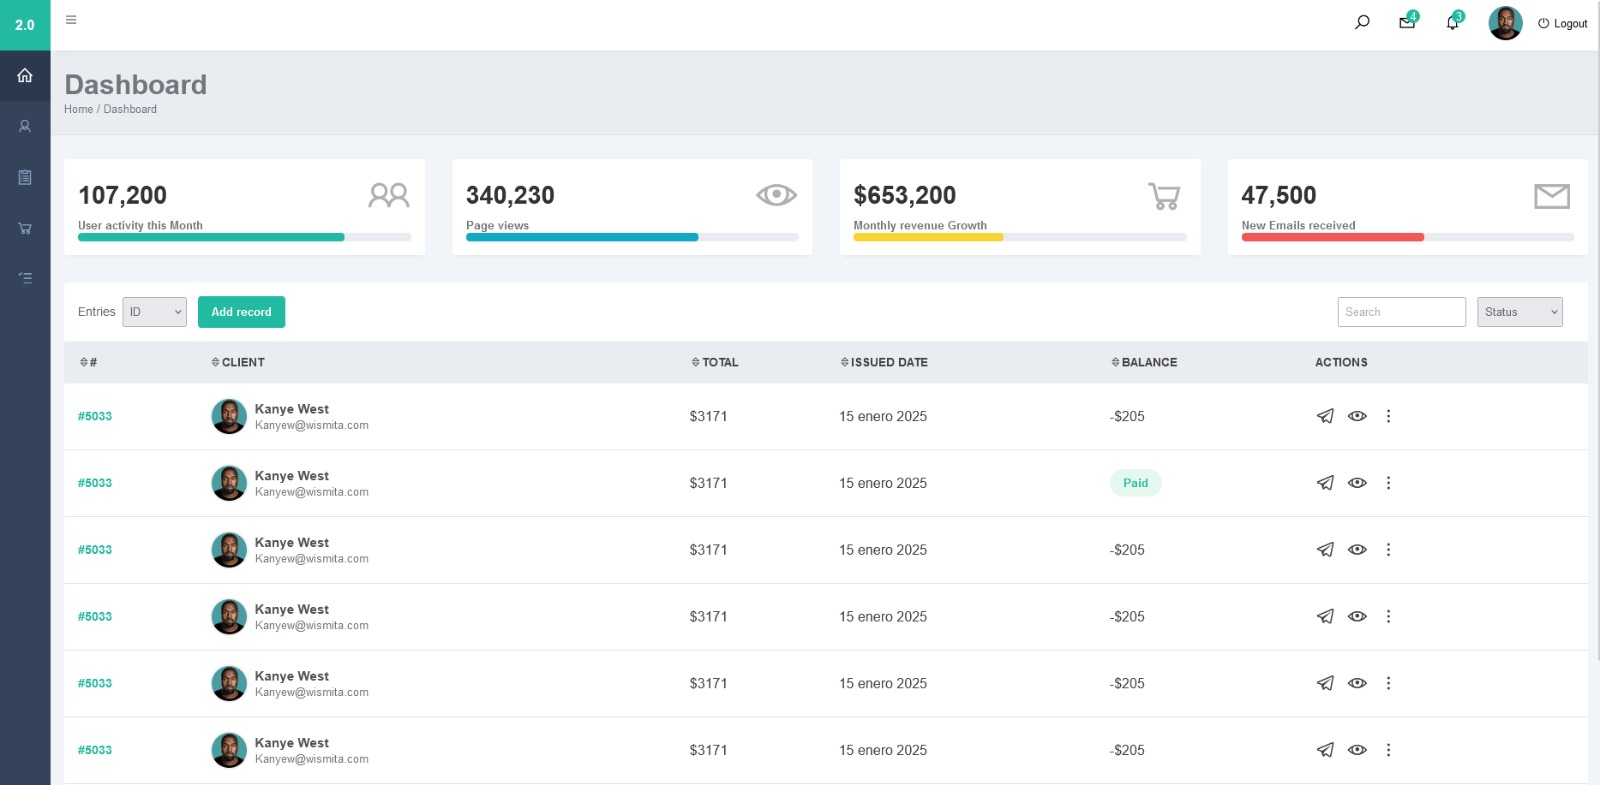 2.0
4
3
Logout
Dashboard
Home / Dashboard
107,200
User activity this Month
340,230
Page views
$653,200
Monthly revenue Growth
47,500
New Emails received
Entries ID Add record Search Status
# CLIENT TOTAL ISSUED DATE BALANCE ACTIONS
#5033 Kanye West $3171 15 enero 2025 -$205
Kanyew@wismita.com
#5033 Kanye West $3171 15 enero 2025 Paid
Kanyew@wismita.com
#5033 Kanye West $3171 15 enero 2025 -$205
Kanyew@wismita.com
#5033 Kanye West $3171 15 enero 2025 -$205
Kanyew@wismita.com
#5033 Kanye West $3171 15 enero 2025 -$205
Kanyew@wismita.com
#5033 Kanye West $3171 15 enero 2025 -$205
Kanyew@wismita.com